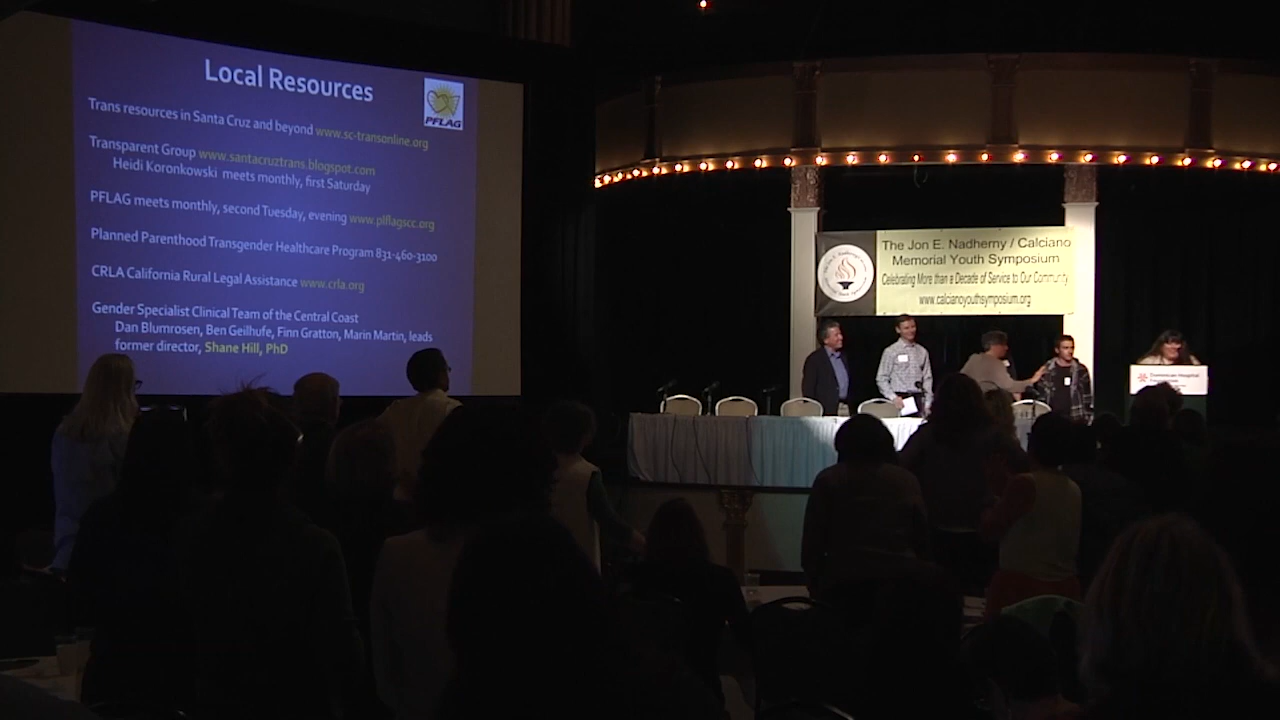 Local Resources
PFLAG
Trans resources in Santa Cruz and beyond www.sc-transonline.org
Transparent Group www.santacruztrans.blogspot.com
Heidi Koronkowski meets monthly, first Saturday
PFLAG meets monthly, second Tuesday, evening www.plflagscc.org
Planned Parenthood Transgender Healthcare Program 831-460-3100
CRLA California Rural Legal Assistance www.crla.org
Gender Specialist Clinical Team of the Central Coast
Dan Blumrosen, Ben Geilhufe, Finn Gratton, Marin Martin, leads
former director, Shane Hill, PhD
The Jon E. Nadherny / Calciano
Memorial Youth Symposium
Celebrating More than a Decade of Service to Our Community
www.calcianoyouthsymposium.org
Dominican Hospital
Foundation